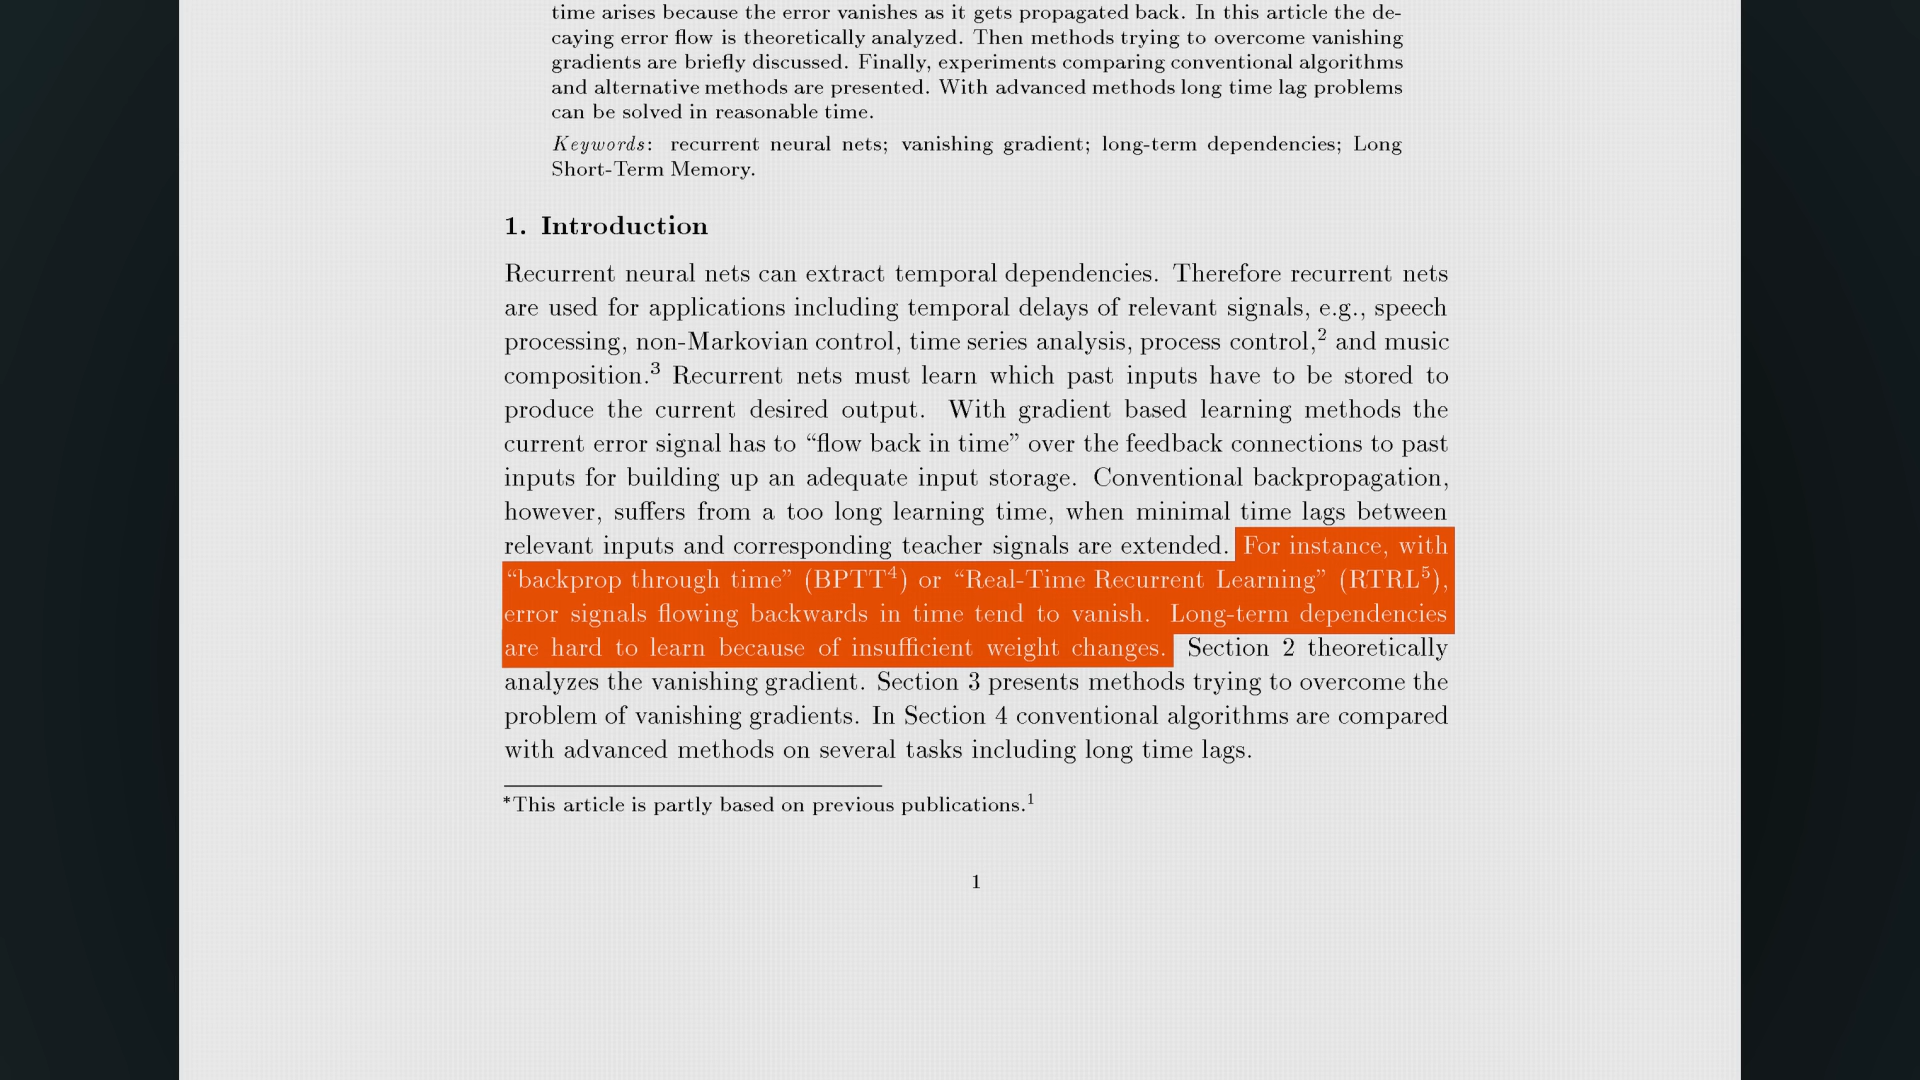 time arises because the error vanishes as it gets propagated back. In this article the de-
caying error flow is theoretically analyzed. Then methods trying to overcome vanishing
gradients are briefly discussed. Finally, experiments comparing conventional algorithms
and alternative methods are presented. With advanced methods long time lag problems
can be solved in reasonable time.
Keywords: recurrent neural nets; vanishing gradient; long-term dependencies; Long
Short-Term Memory.
1. Introduction
Recurrent neural nets can extract temporal dependencies. Therefore recurrent nets
are used for applications including temporal delays of relevant signals, e.g., speech
processing, non-Markovian control, time series analysis, process control,2 and music
composition.3 Recurrent nets must learn which past inputs have to be stored to
produce the current desired output. With gradient based learning methods the
current error signal has to “flow back in time” over the feedback connections to past
inputs for building up an adequate input storage. Conventional backpropagation,
however, suffers from a too long learning time, when minimal time lags between
relevant inputs and corresponding teacher signals are extended. For instance, with
“backprop through time” (BPTT4) or “Real-Time Recurrent Learning” (RTRL5),
error signals flowing backwards in time tend to vanish. Long-term dependencies
are hard to learn because of insufficient weight changes. Section 2 theoretically
analyzes the vanishing gradient. Section 3 presents methods trying to overcome the
problem of vanishing gradients. In Section 4 conventional algorithms are compared
with advanced methods on several tasks including long time lags.
*This article is partly based on previous publications.1
1